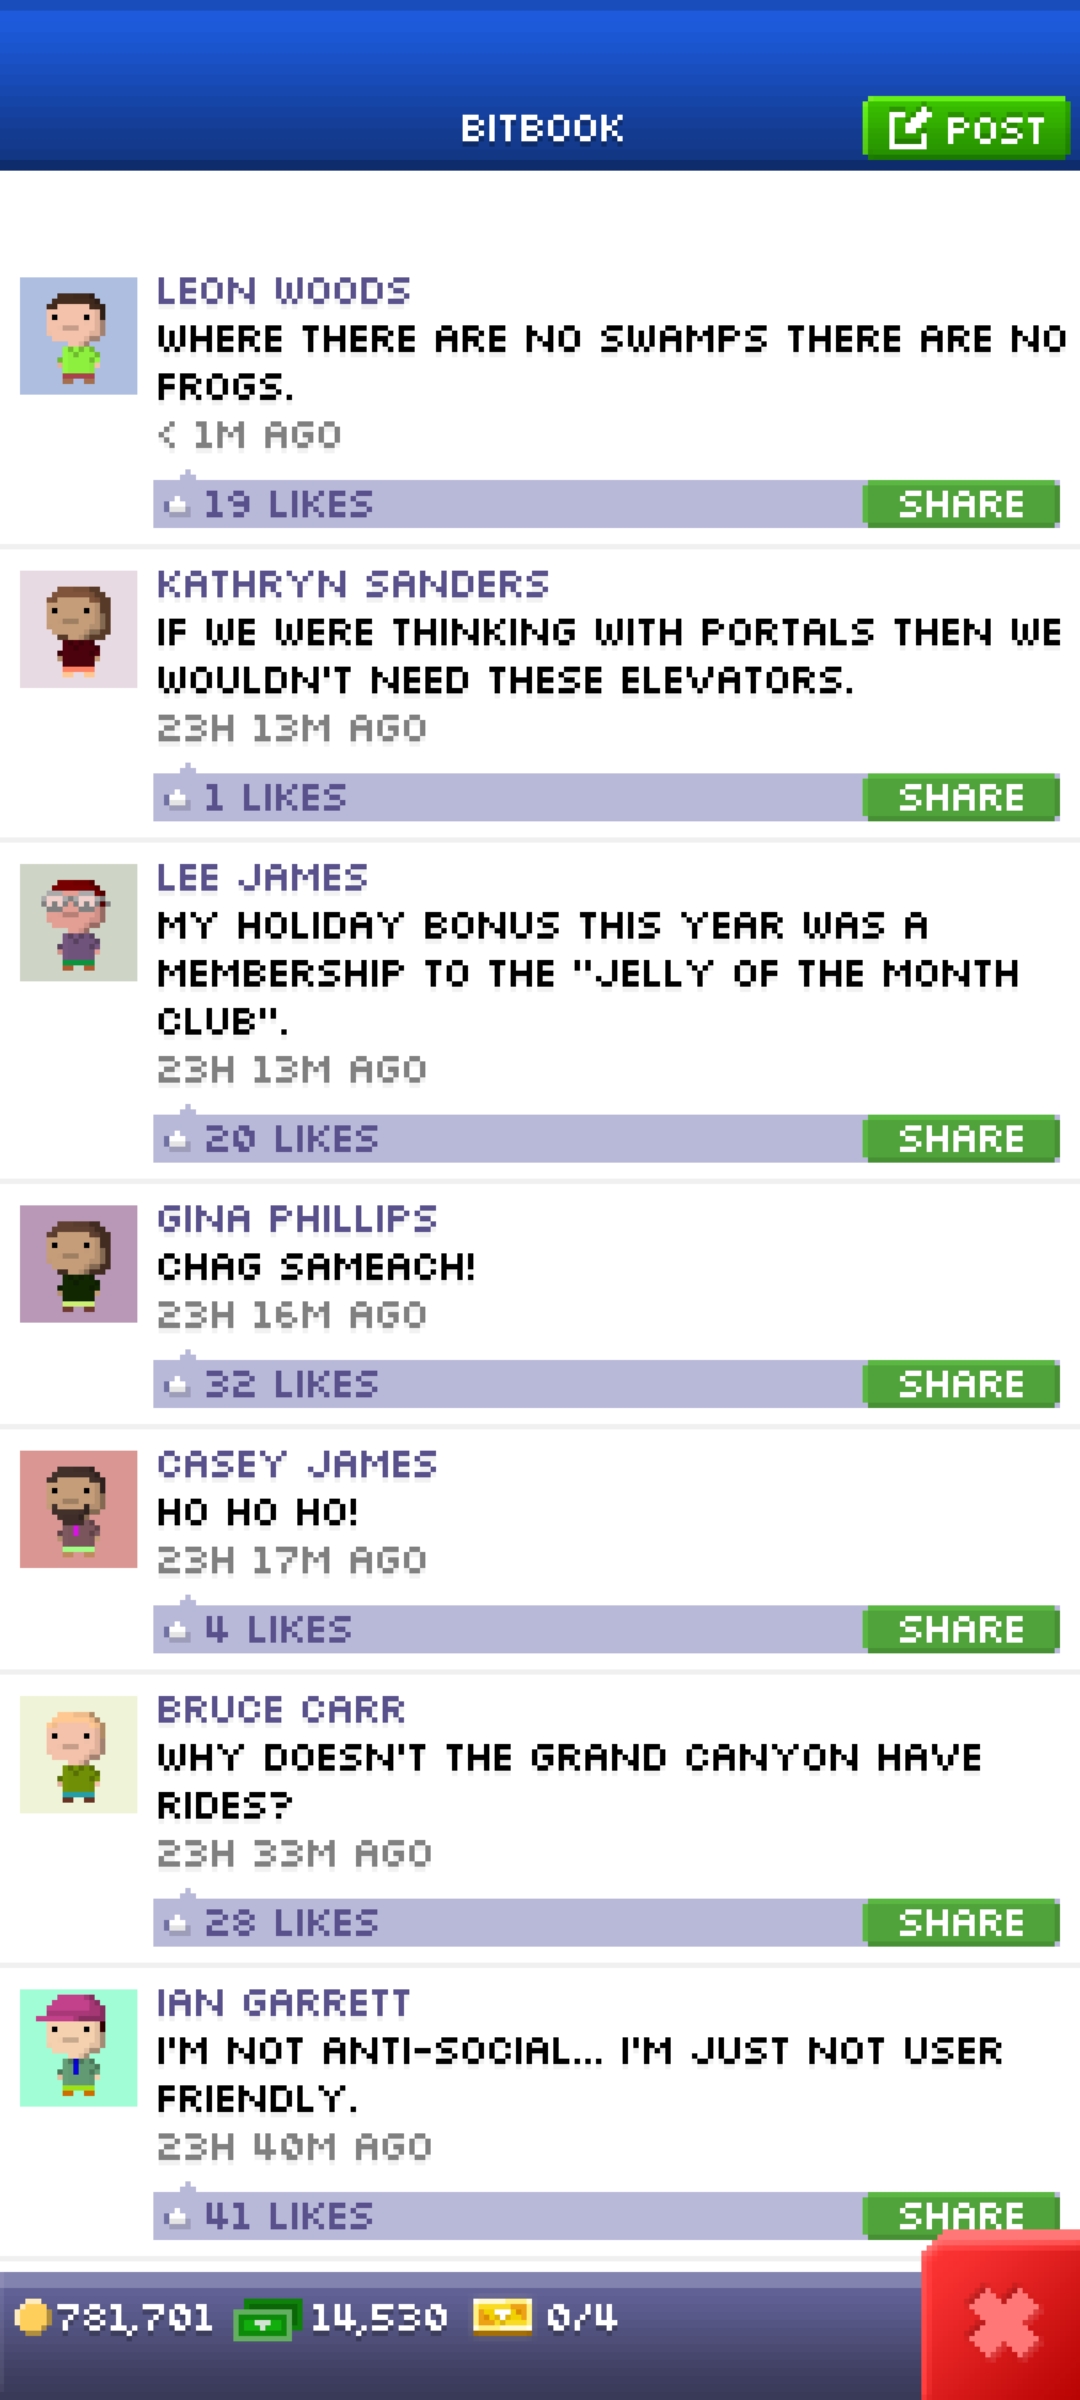 BITBOOK
POST
LEON WOODS
WHERE THERE ARE NO SWAMPS THERE ARE NO
FROGS.
< 1M AGO
19 LIKES
SHARE
KATHRYN SANDERS
IF WE WERE THINKING WITH PORTALS THEN WE
WOULDN'T NEED THESE ELEVATORS.
23H 13M AGO
1 LIKES
SHARE
LEE JAMES
MY HOLIDAY BONUS THIS YEAR WAS A
MEMBERSHIP TO THE "JELLY OF THE MONTH
CLUB".
23H 13M AGO
20 LIKES
SHARE
GINA PHILLIPS
CHAG SAMEACH!
23H 16M AGO
32 LIKES
SHARE
CASEY JAMES
HO HO HO!
23H 17M AGO
4 LIKES
SHARE
BRUCE CARR
WHY DOESN'T THE GRAND CANYON HAVE
RIDES?
23H 33M AGO
28 LIKES
SHARE
IAN GARRETT
I'M NOT ANTI-SOCIAL... I'M JUST NOT USER
FRIENDLY.
23H 40M AGO
41 LIKES
SHARE
781,701 14,530 0/4